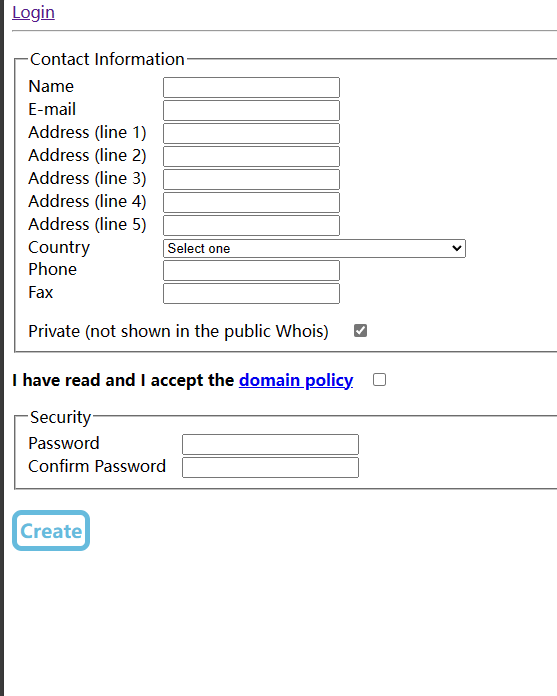 Login
Contact Information
Name
E-mail
Address (line 1)
Address (line 2)
Address (line 3)
Address (line 4)
Address (line 5)
Country Select one
Phone
Fax
Private (not shown in the public Whois)
I have read and I accept the domain policy
Security
Password
Confirm Password
Create